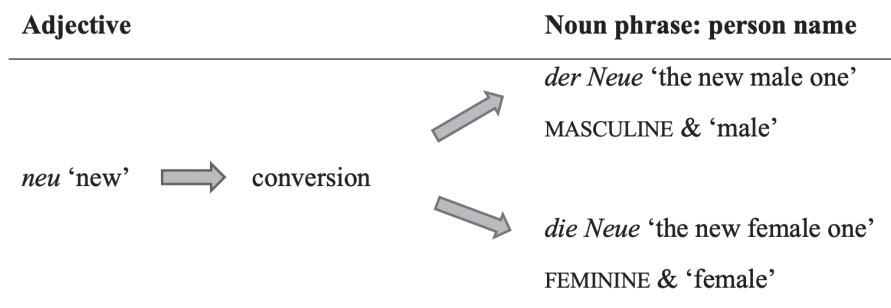 Adjective Noun phrase: person name
der Neue ‘the new male one’
MASCULINE & ‘male’
neu ‘new’ conversion
die Neue ‘the new female one’
FEMININE & ‘female’